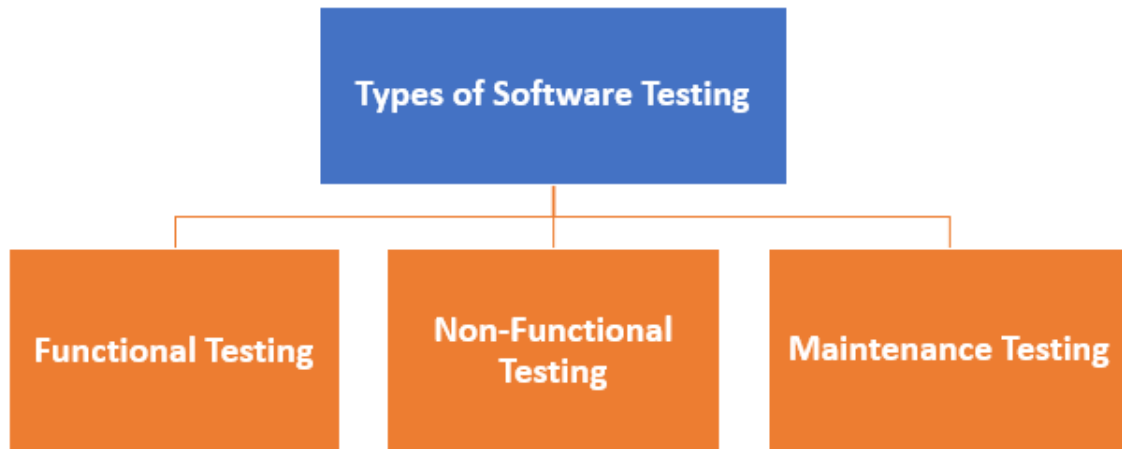 Types of Software Testing
Functional Testing
Non-Functional
Testing
Maintenance Testing